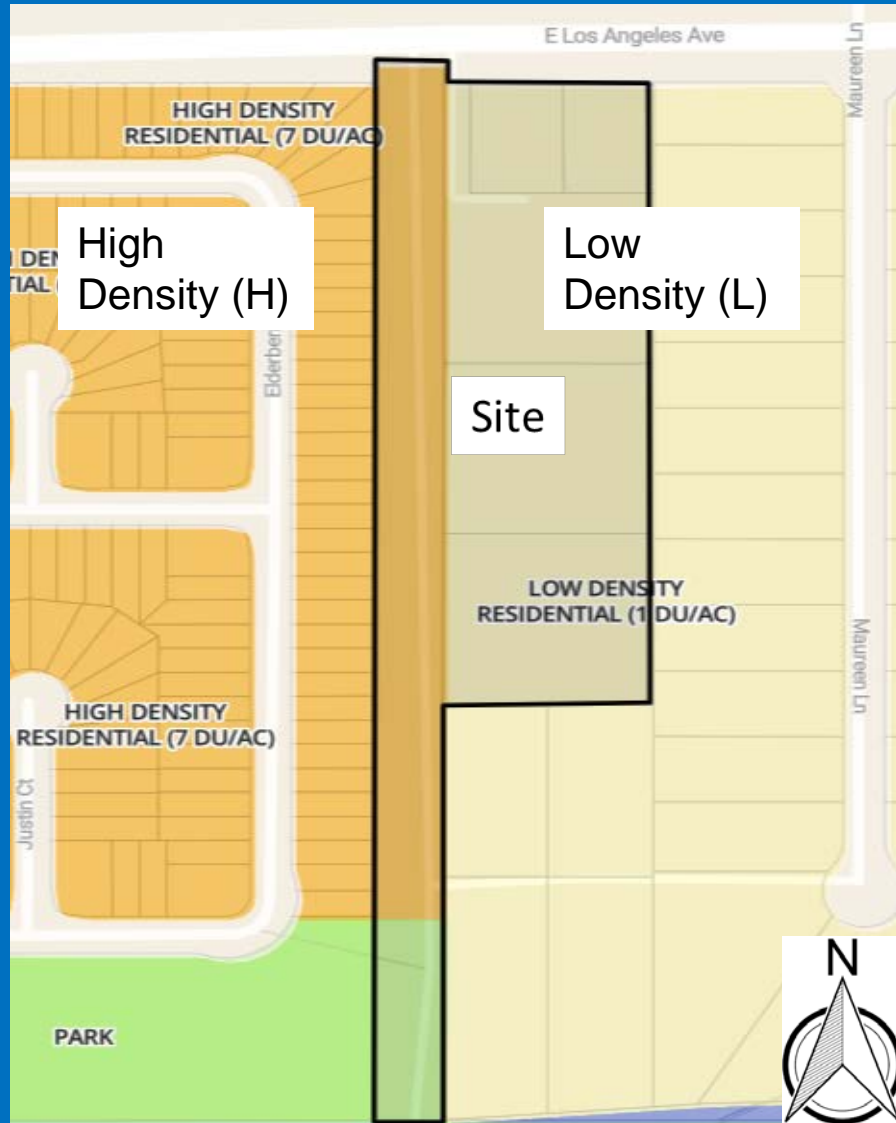 E Los Angeles Ave
Maureen Ln
HIGH DENSITY
RESIDENTIAL (7 DU/AC)
High
Density (H)
Low
Density (L)
Site
LOW DENSITY
RESIDENTIAL (1 DU/AC)
Maureen Ln
HIGH DENSITY
RESIDENTIAL (7 DU/AC)
Justin Ct
PARK
N